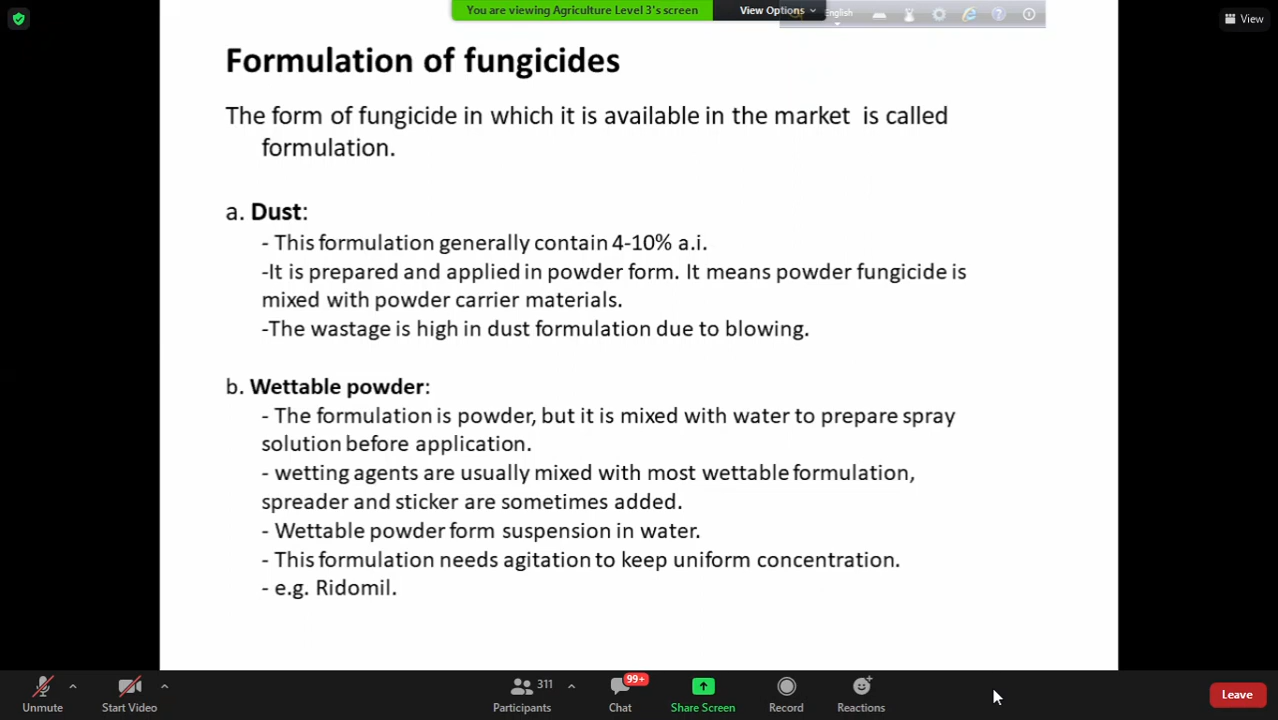 You are viewing Agriculture Level 3's screen
View Options
English
View
Formulation of fungicides
The form of fungicide in which it is available in the market is called
formulation.
a. Dust:
- This formulation generally contain 4-10% a.i.
-It is prepared and applied in powder form. It means powder fungicide is
mixed with powder carrier materials.
-The wastage is high in dust formulation due to blowing.
b. Wettable powder:
- The formulation is powder, but it is mixed with water to prepare spray
solution before application.
- wetting agents are usually mixed with most wettable formulation,
spreader and sticker are sometimes added.
- Wettable powder form suspension in water.
- This formulation needs agitation to keep uniform concentration.
- e.g. Ridomil.
311
99+
Unmute
Start Video
Participants
Chat
Share Screen
Record
Reactions
Leave